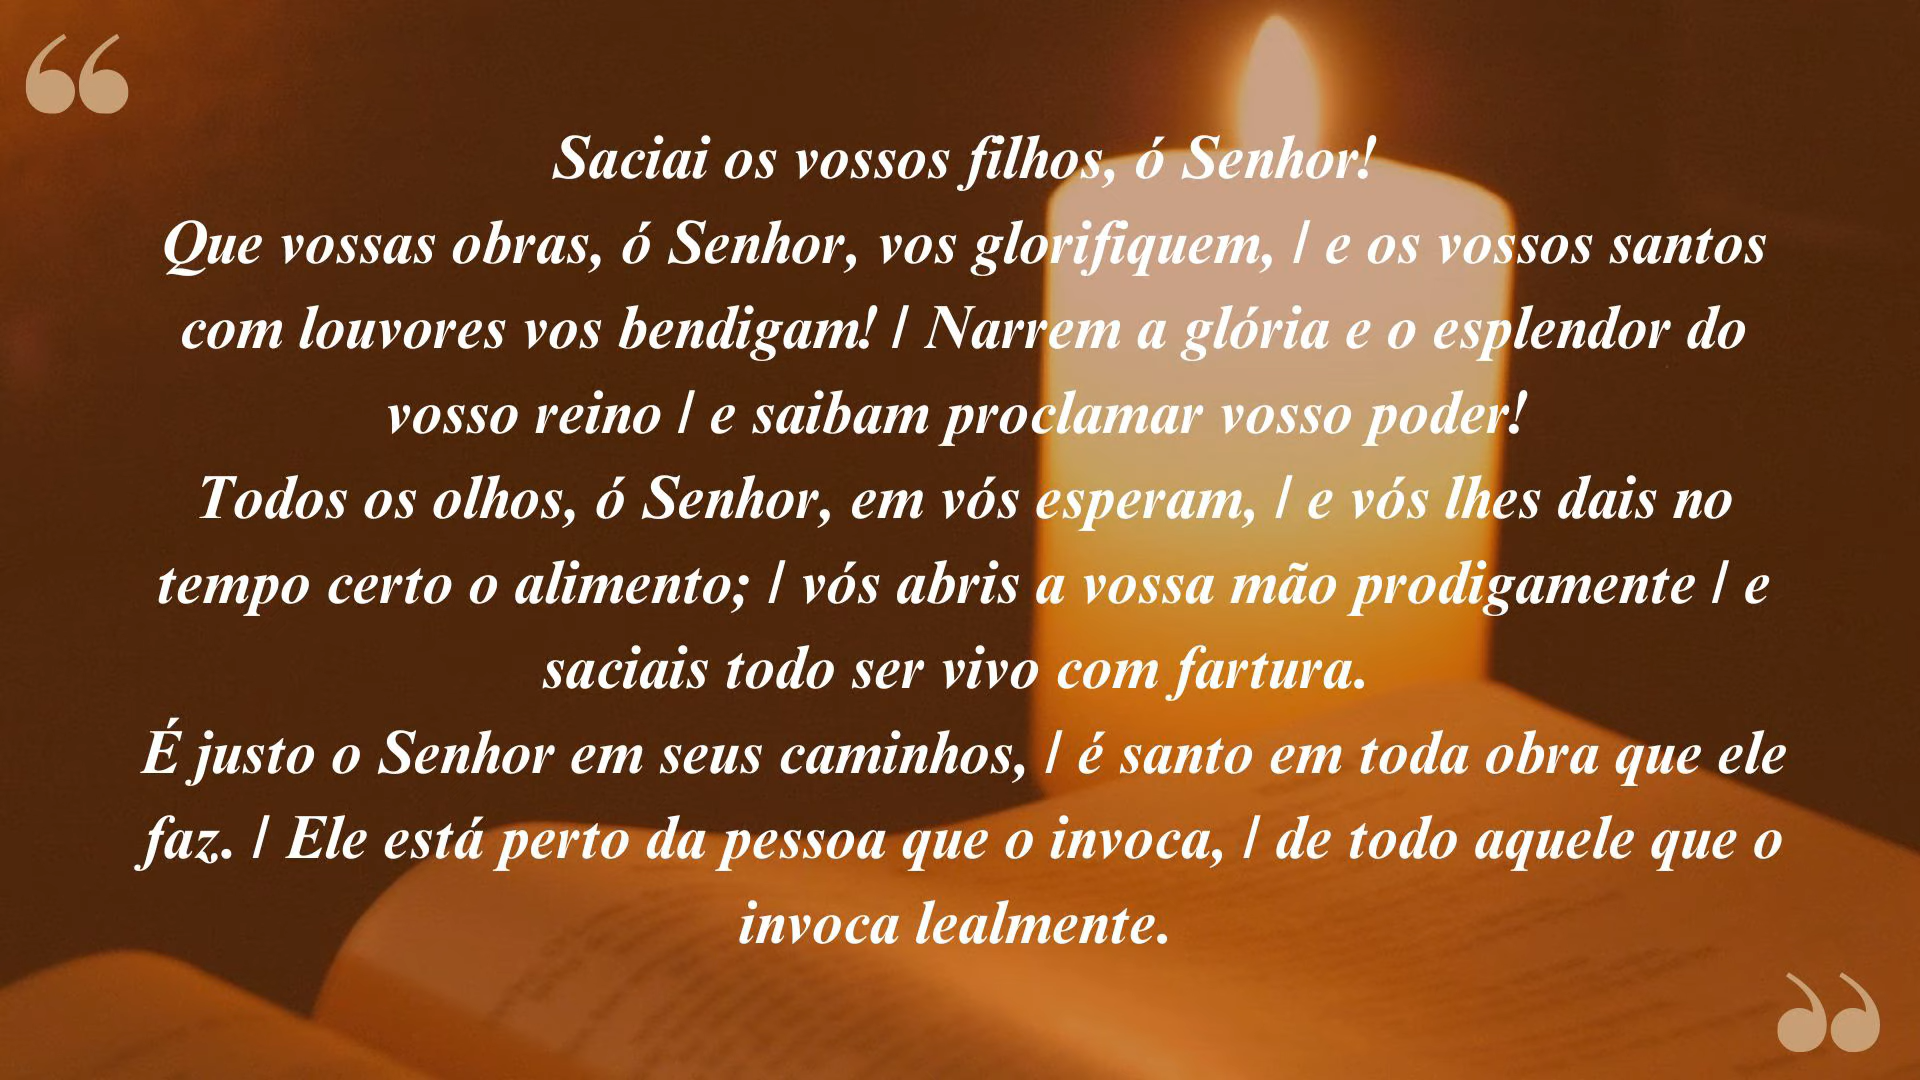 Saciai os vossos filhos, ó Senhor!
Que vossas obras, ó Senhor, vos glorifiquem, / e os vossos santos
com louvores vos bendigam! / Narrem a glória e o esplendor do
vosso reino / e saibam proclamar vosso poder!
Todos os olhos, ó Senhor, em vós esperam, / e vós lhes dais no
tempo certo o alimento; / vós abris a vossa mão prodigamente / e
saciais todo ser vivo com fartura.
É justo o Senhor em seus caminhos, / é santo em toda obra que ele
faz. / Ele está perto da pessoa que o invoca, / de todo aquele que o
invoca lealmente.